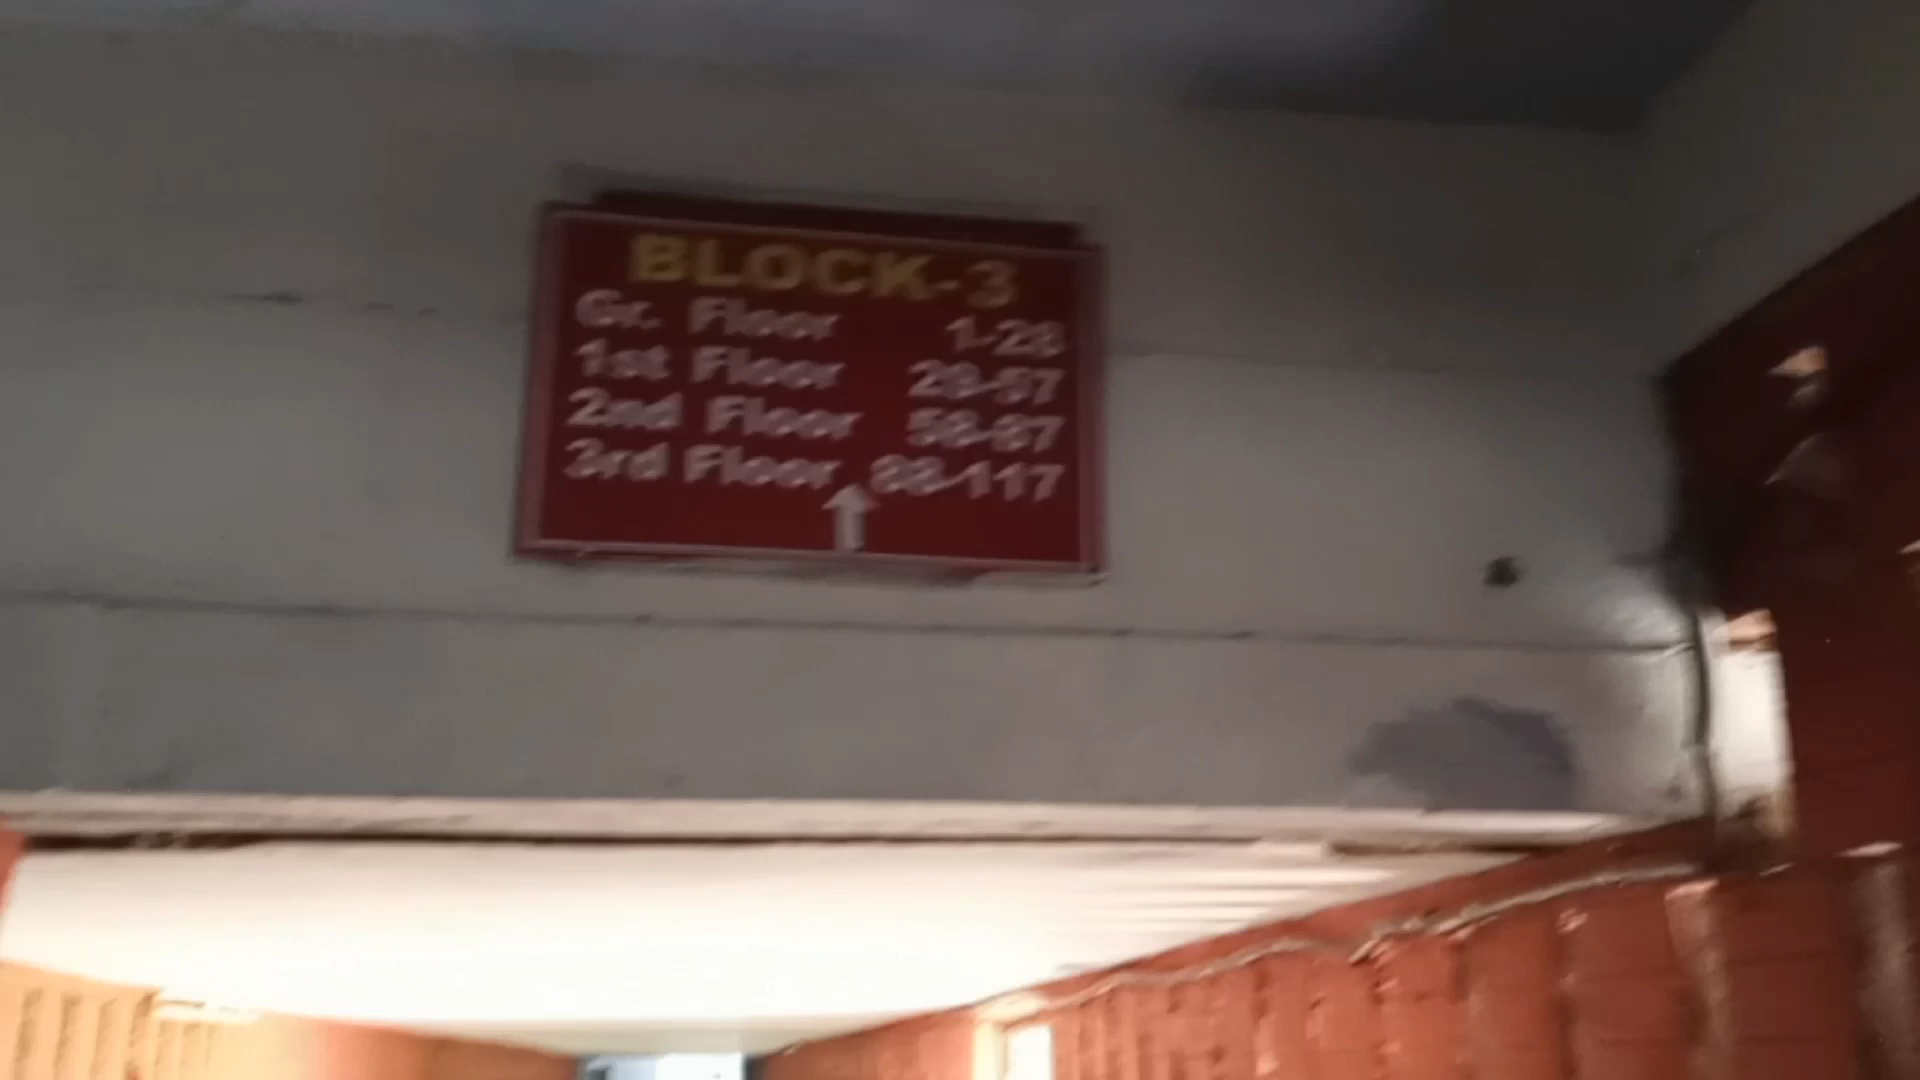 BLOCK-3
Gr. Floor 1-28
1st Floor 29-57
2nd Floor 58-87
3rd Floor 88-117